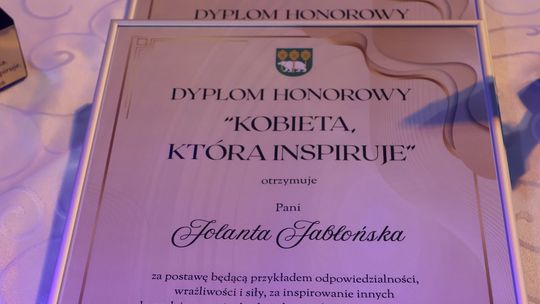 DYPLOM HONOROWY
DYPLOM HONOROWY
"KOBIETA,
KTÓRA INSPIRUJE"
otrzymuje
Pani
Jolanta Jabłońska
za postawę będącą przykładem odpowiedzialności,
wrażliwości i siły, za inspirowanie innych